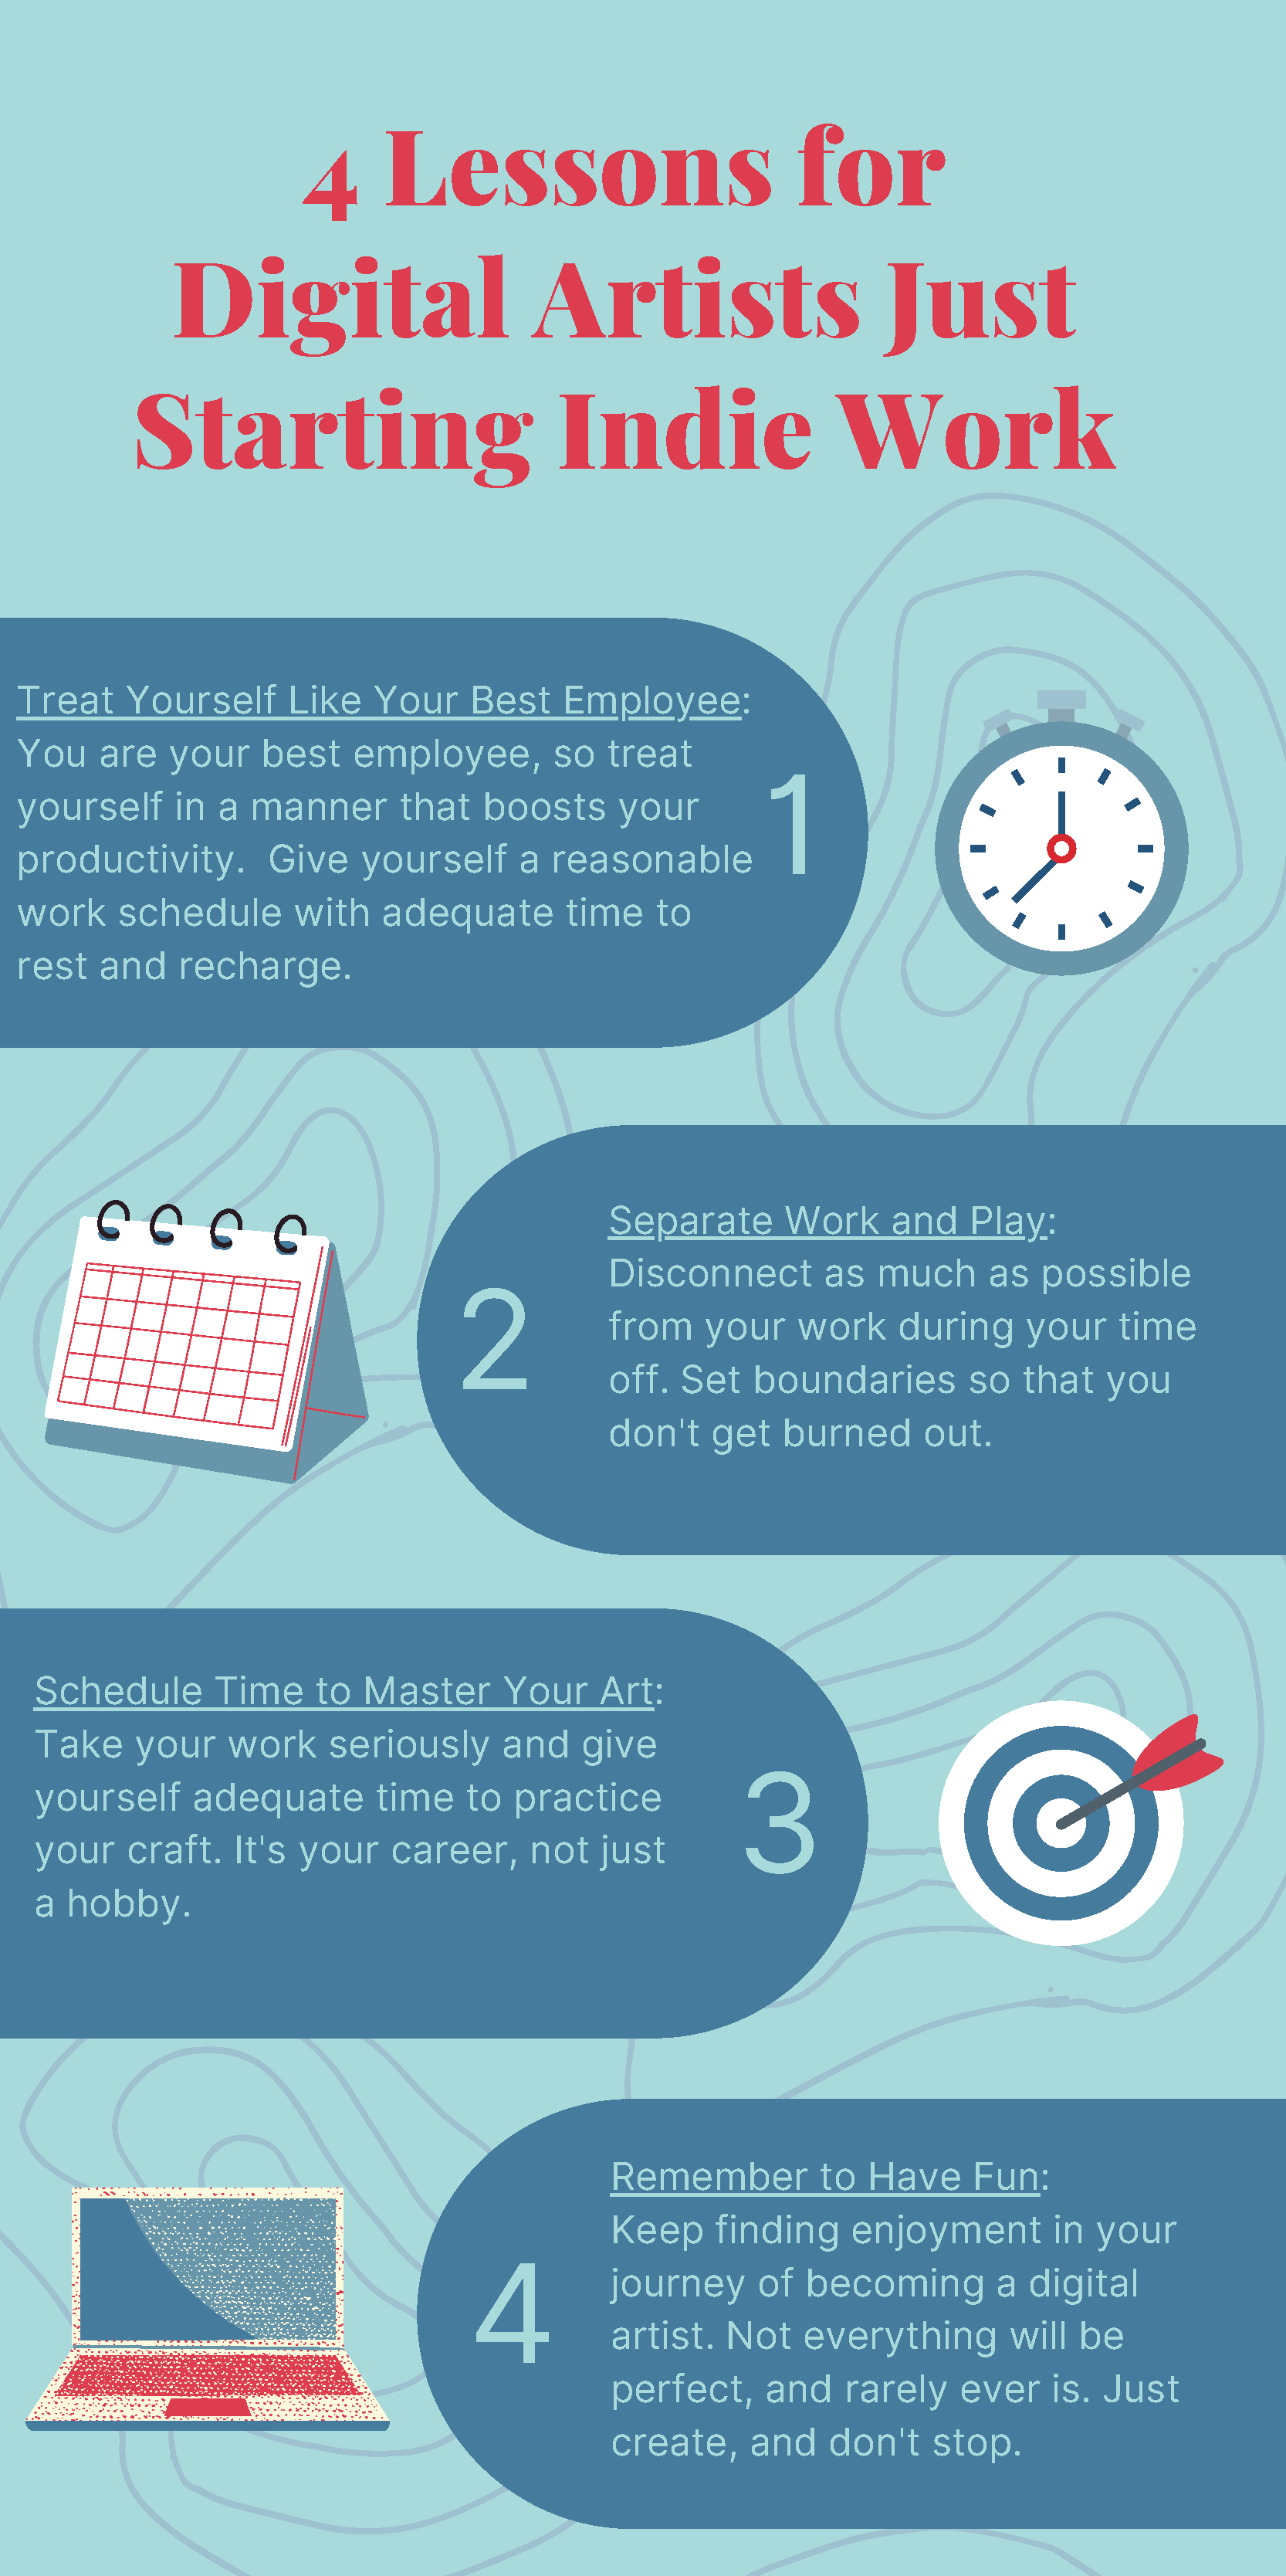 4 Lessons for
Digital Artists Just
Starting Indie Work
Treat Yourself Like Your Best Employee:
You are your best employee, so treat
yourself in a manner that boosts your
productivity. Give yourself a reasonable
work schedule with adequate time to
rest and recharge.
1
2
Separate Work and Play:
Disconnect as much as possible
from your work during your time
off. Set boundaries so that you
don't get burned out.
Schedule Time to Master Your Art:
Take your work seriously and give
yourself adequate time to practice
your craft. It's your career, not just
a hobby.
3
4
Remember to Have Fun:
Keep finding enjoyment in your
journey of becoming a digital
artist. Not everything will be
perfect, and rarely ever is. Just
create, and don't stop.